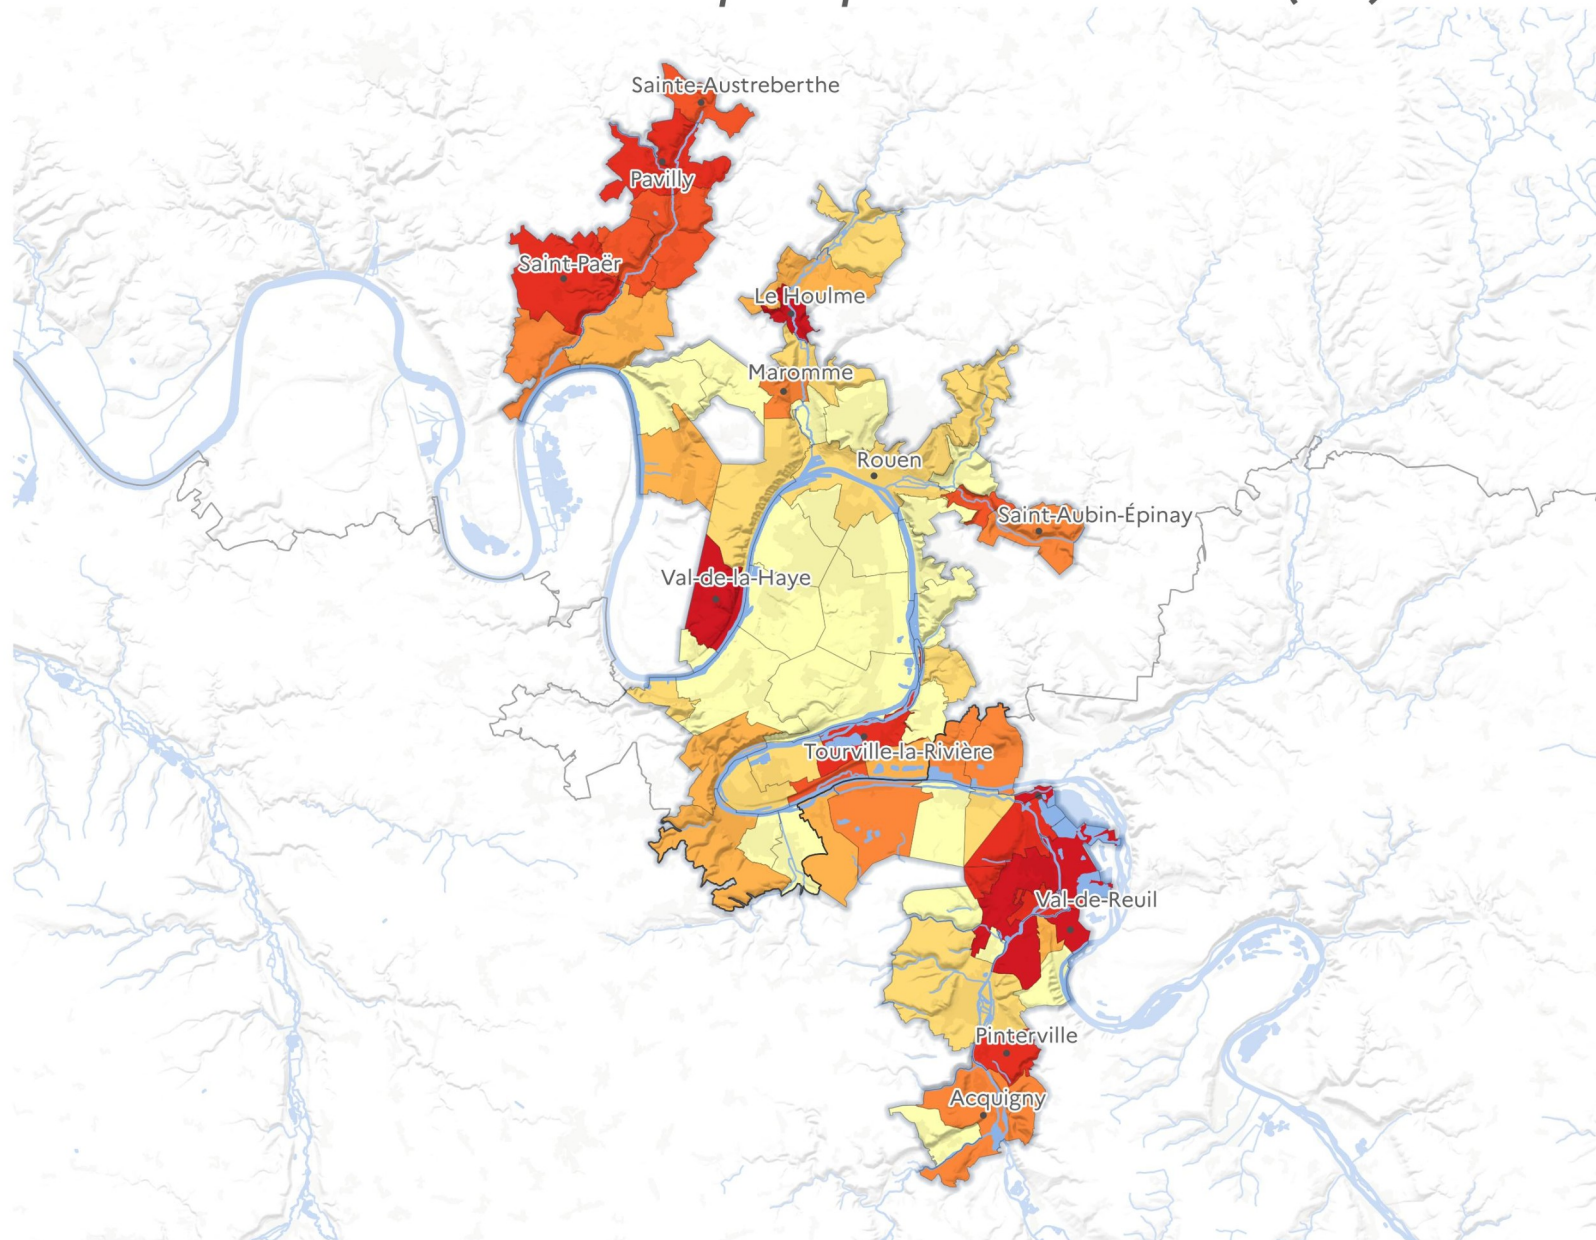 Sainte-Austreberthe
Pavilly
Saint-Paër
Le Houlme
Maromme
Rouen
Saint-Aubin-Épinay
Val-de-la-Haye
Tourville-la-Rivière
Val-de-Reuil
Pinterville
Acquigny